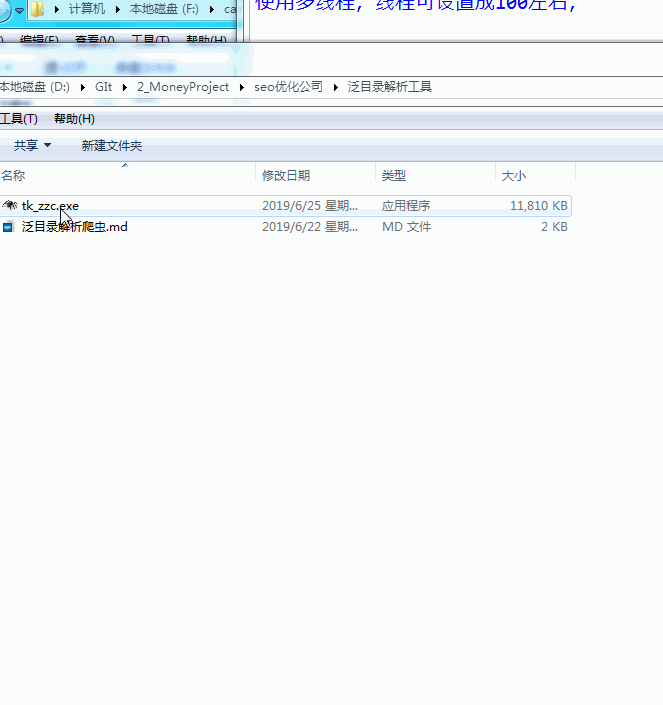 计算机 本地磁盘 (F:) ca
使用多线程, 线程可设置成100左右,
编辑(E) 查看(V) 工具(T) 帮助(H)
本地磁盘 (D:) GIt 2_MoneyProject seo优化公司 泛目录解析工具
工具(T) 帮助(H)
共享 新建文件夹
名称 修改日期 类型 大小
tk_zzc.exe 2019/6/25 星期... 应用程序 11,810 KB
泛目录解析爬虫.md 2019/6/22 星期... MD 文件 2 KB